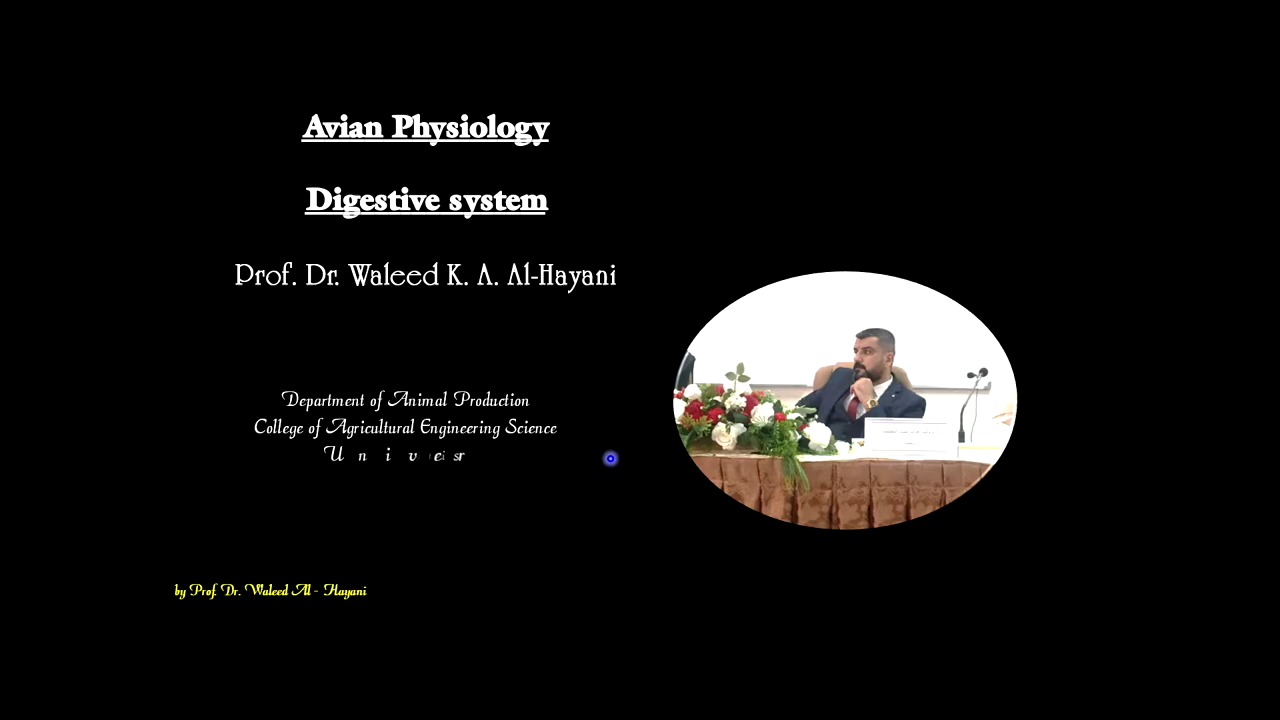 Avian Physiology
Digestive system
Prof. Dr. Waleed K. A. Al-Hayani
Department of Animal Production
College of Agricultural Engineering Science
by Prof. Dr. Waleed Al - Hayani